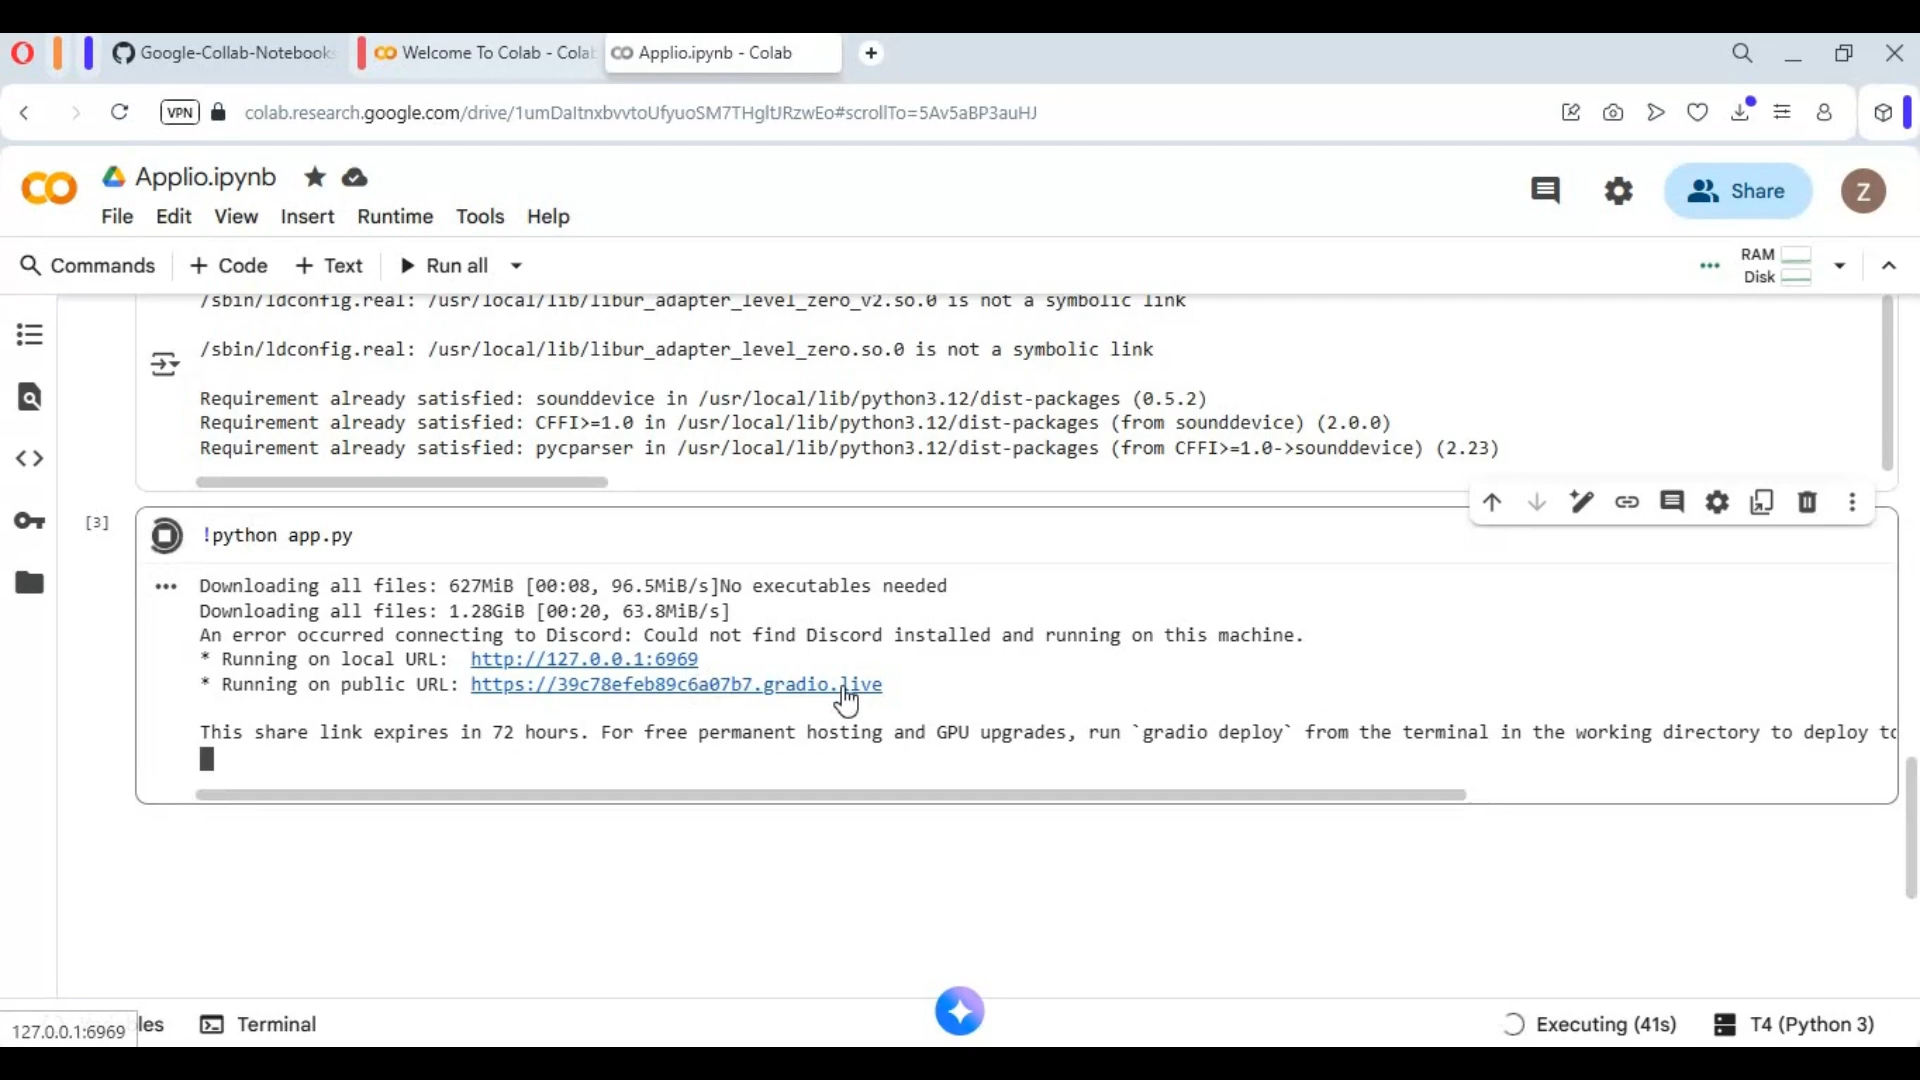 Google-Collab-Notebooks
Welcome To Colab - Colab
Applio.ipynb - Colab
VPN
colab.research.google.com/drive/1umDaItnxbvvtoUfyuoSM7THgltJRzwEo#scrollTo=5Av5aBP3auHJ
CO
Applio.ipynb
File Edit View Insert Runtime Tools Help
Share
Z
Commands + Code + Text Run all
RAM
Disk
/sbin/ldconfig.real: /usr/local/lib/libur_adapter_level_zero_v2.so.0 is not a symbolic link
/sbin/ldconfig.real: /usr/local/lib/libur_adapter_level_zero.so.0 is not a symbolic link
Requirement already satisfied: sounddevice in /usr/local/lib/python3.12/dist-packages (0.5.2)
Requirement already satisfied: CFFI>=1.0 in /usr/local/lib/python3.12/dist-packages (from sounddevice) (2.0.0)
Requirement already satisfied: pycparser in /usr/local/lib/python3.12/dist-packages (from CFFI>=1.0->sounddevice) (2.23)
[3]
!python app.py
Downloading all files: 627MiB [00:08, 96.5MiB/s]No executables needed
Downloading all files: 1.28GiB [00:20, 63.8MiB/s]
An error occurred connecting to Discord: Could not find Discord installed and running on this machine.
* Running on local URL: http://127.0.0.1:6969
* Running on public URL: https://39c78efeb89c6a07b7.gradio.live
This share link expires in 72 hours. For free permanent hosting and GPU upgrades, run `gradio deploy` from the terminal in the working directory to deploy to
127.0.0.1:6969
les
Terminal
Executing (41s)
T4 (Python 3)